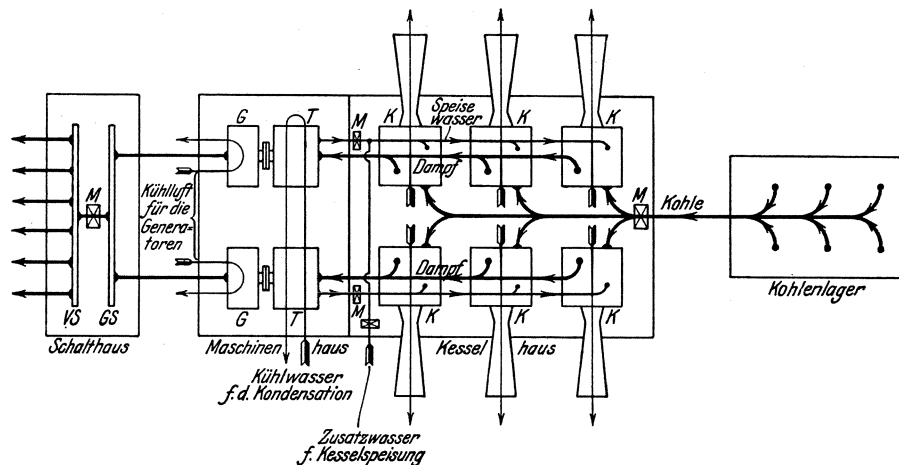 K
K
K
G
T
M
Speise
wasser
Dampf
Kühlluft
für die
Genera-
toren
M
M
Kohle
Dampf
G
T
M
K
K
K
Kohlenlager
VS
GS
Schalthaus
Maschinen
haus
Kessel
haus
Kühlwasser
f.d. Kondensation
Zusatzwasser
f. Kesselspeisung